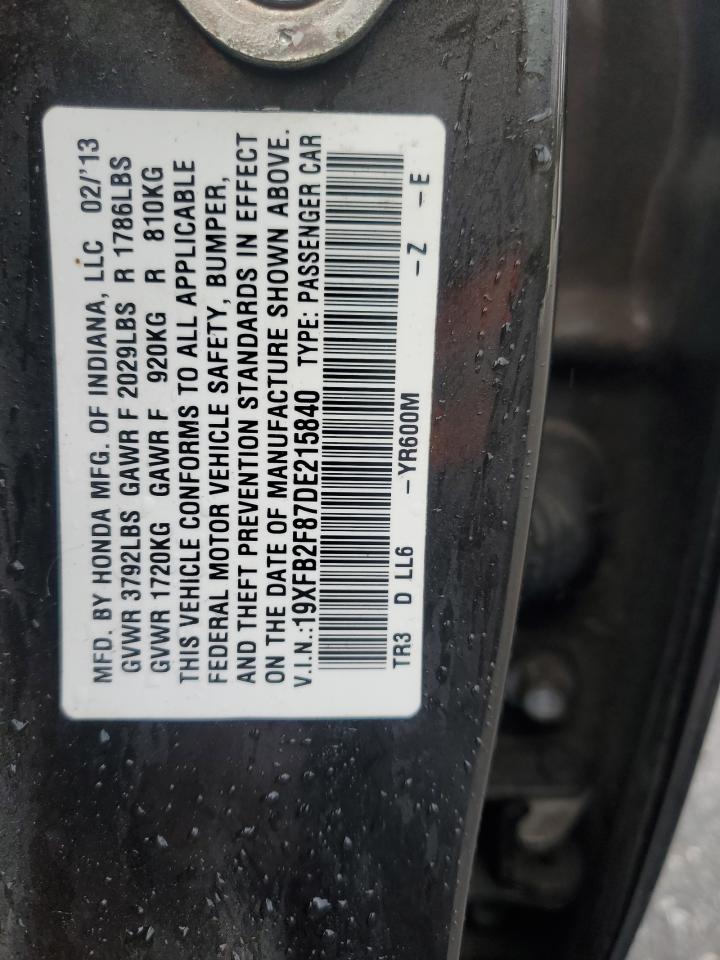 MFD. BY HONDA MFG. OF INDIANA, LLC 02/'13
GVWR 3792LBS GAWR F 2029LBS R 1786LBS
GVWR 1720KG GAWR F 920KG R 810KG
THIS VEHICLE CONFORMS TO ALL APPLICABLE
FEDERAL MOTOR VEHICLE SAFETY, BUMPER,
AND THEFT PREVENTION STANDARDS IN EFFECT
ON THE DATE OF MANUFACTURE SHOWN ABOVE.
V.I.N.:19XFB2F87DE215840 TYPE: PASSENGER CAR
TR3 D LL6 -YR600M -Z -E